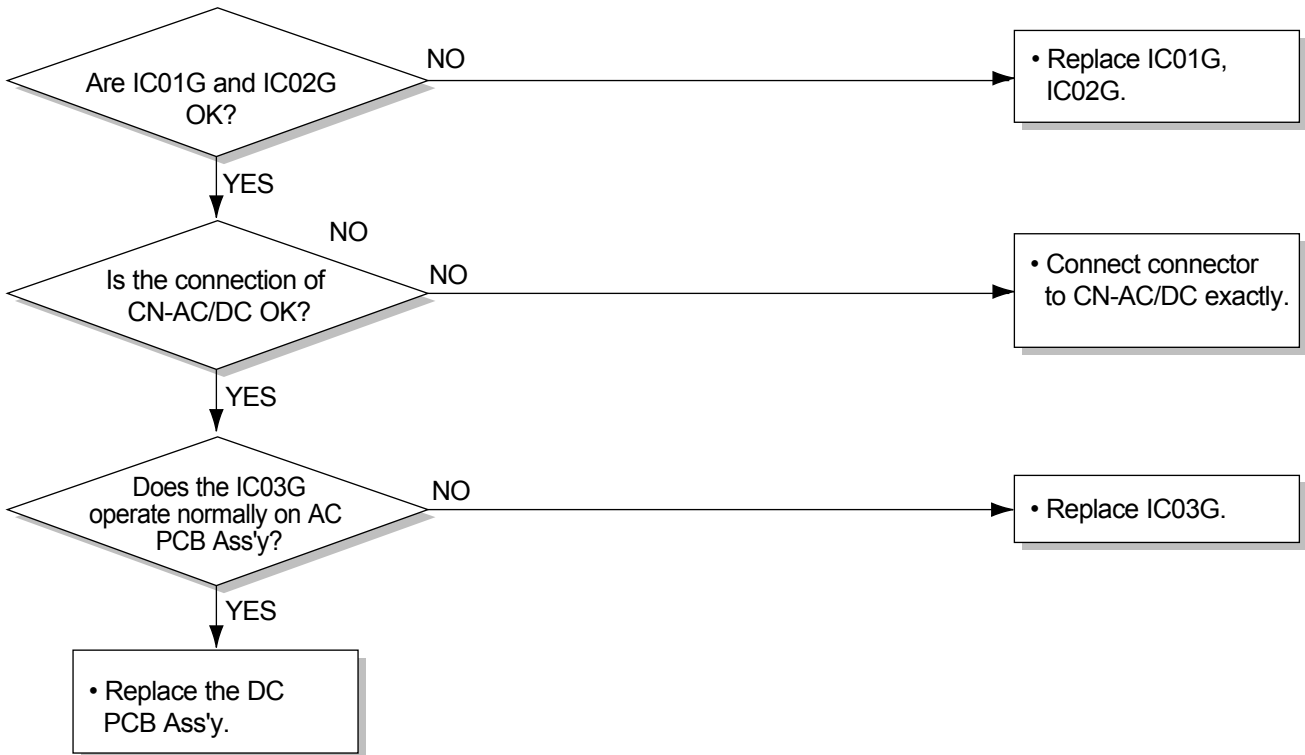 Are IC01G and IC02G
OK?
NO
• Replace IC01G,
IC02G.
YES
NO
Is the connection of
CN-AC/DC OK?
NO
• Connect connector
to CN-AC/DC exactly.
YES
Does the IC03G
operate normally on AC
PCB Ass'y?
NO
• Replace IC03G.
YES
• Replace the DC
PCB Ass'y.